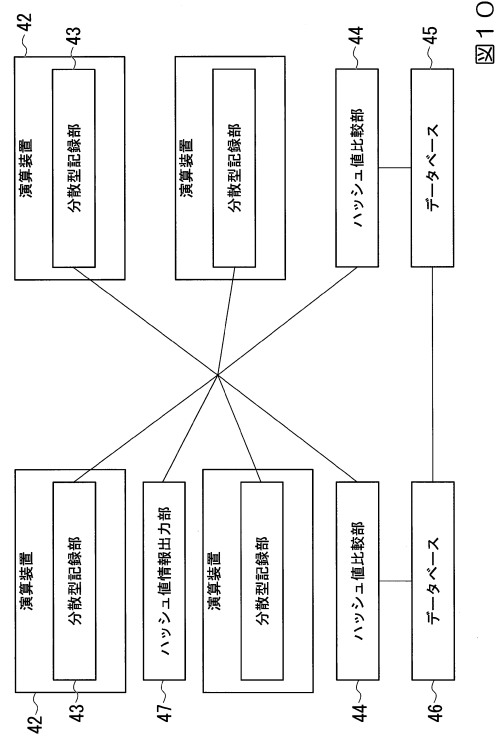 図10
42
演算装置
43
分散型記録部
演算装置
分散型記録部
44
ハッシュ値比較部
45
データベース
42
演算装置
43
分散型記録部
47
ハッシュ値情報出力部
演算装置
分散型記録部
44
ハッシュ値比較部
46
データベース